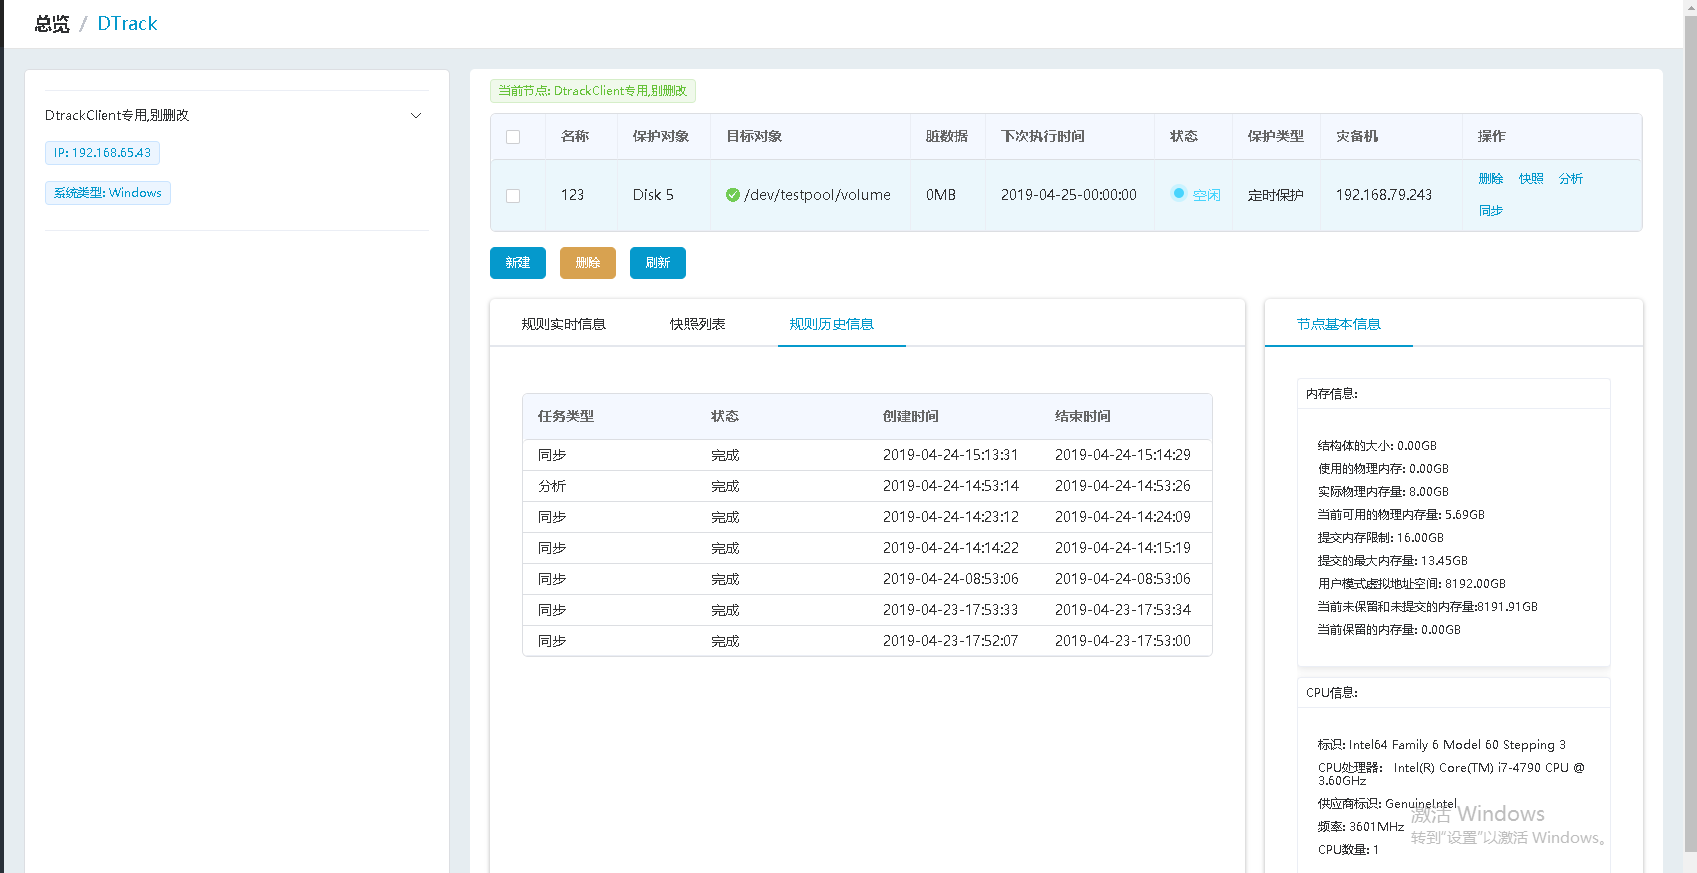 总览 / DTrack
DtrackClient专用,别删改
IP: 192.168.65.43
系统类型: Windows
当前节点: DtrackClient专用,别删改
名称 保护对象 目标对象 脏数据 下次执行时间 状态 保护类型 灾备机 操作
123 Disk 5 /dev/testpool/volume 0MB 2019-04-25-00:00:00 空闲 定时保护 192.168.79.243 删除 快照 分析
同步
新建 删除 刷新
规则实时信息 快照列表 规则历史信息
任务类型 状态 创建时间 结束时间
同步 完成 2019-04-24-15:13:31 2019-04-24-15:14:29
分析 完成 2019-04-24-14:53:14 2019-04-24-14:53:26
同步 完成 2019-04-24-14:23:12 2019-04-24-14:24:09
同步 完成 2019-04-24-14:14:22 2019-04-24-14:15:19
同步 完成 2019-04-24-08:53:06 2019-04-24-08:53:06
同步 完成 2019-04-23-17:53:33 2019-04-23-17:53:34
同步 完成 2019-04-23-17:52:07 2019-04-23-17:53:00
节点基本信息
内存信息:
结构体的大小: 0.00GB
使用的物理内存: 0.00GB
实际物理内存量: 8.00GB
当前可用的物理内存量: 5.69GB
提交内存限制: 16.00GB
提交的最大内存量: 13.45GB
用户模式虚拟地址空间: 8192.00GB
当前未保留和未提交的内存量:8191.91GB
当前保留的内存量: 0.00GB
CPU信息:
标识: Intel64 Family 6 Model 60 Stepping 3
CPU处理器: Intel(R) Core(TM) i7-4790 CPU @
3.60GHz
供应商标识: GenuineIntel
频率: 3601MHz
CPU数量: 1
激活 Windows
转到"设置"以激活 Windows。